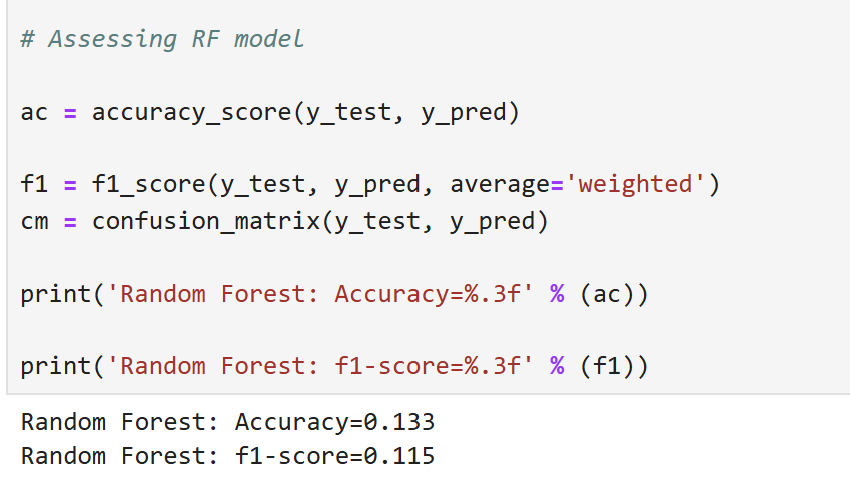 # Assessing RF model
ac = accuracy_score(y_test, y_pred)
f1 = f1_score(y_test, y_pred, average='weighted')
cm = confusion_matrix(y_test, y_pred)
print('Random Forest: Accuracy=%.3f' % (ac))
print('Random Forest: f1-score=%.3f' % (f1))
Random Forest: Accuracy=0.133
Random Forest: f1-score=0.115